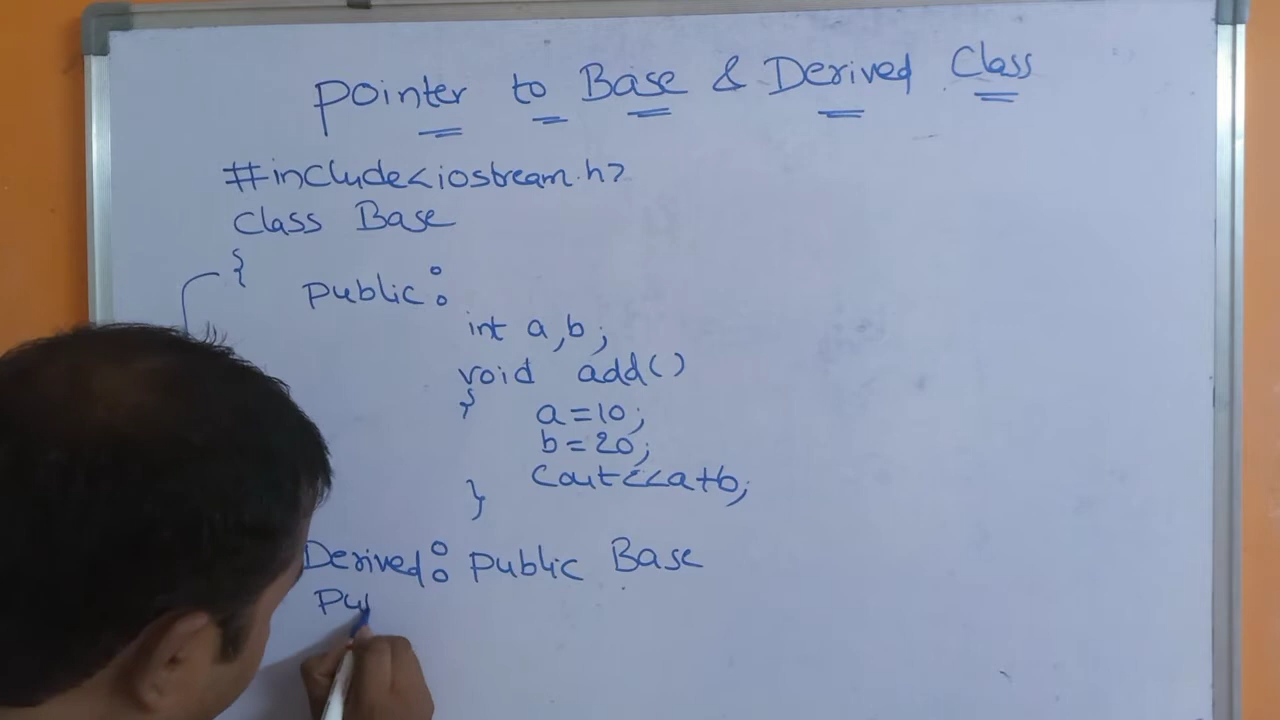 Pointer to Base & Derived Class
#include<iostream.h>
Class Base
{
Public:
int a,b;
void add()
{ a=10;
b=20;
Cout<<a+b;
}
Derived: Public Base
Pu